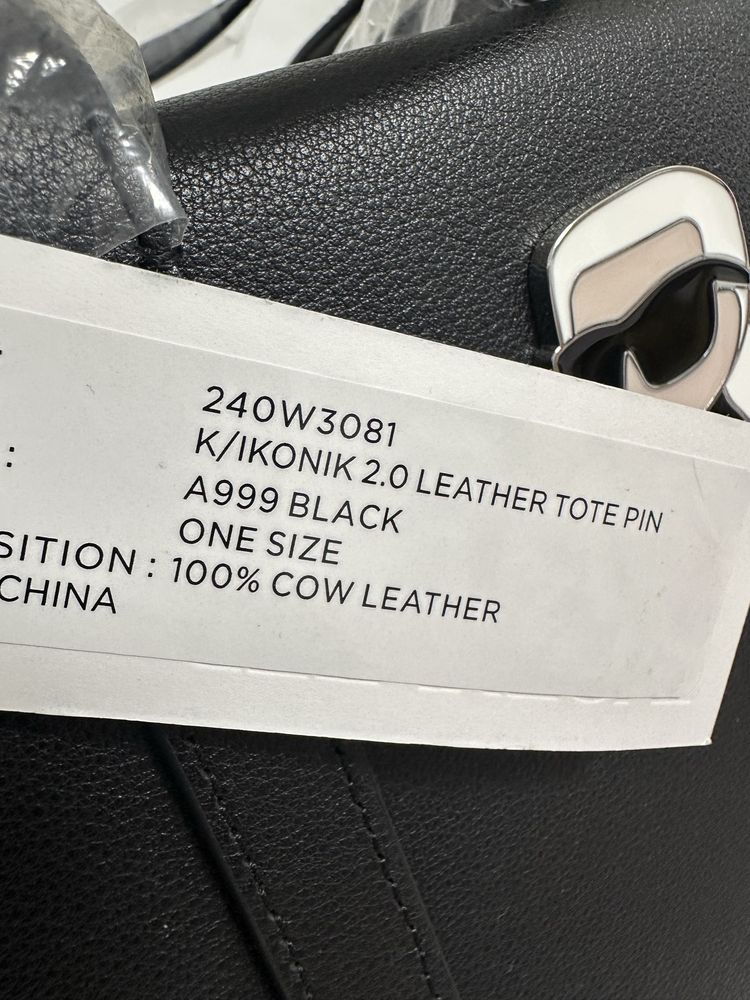 :
240W3081
K/IKONIK 2.0 LEATHER TOTE PIN
A999 BLACK
ONE SIZE
SITION : 100% COW LEATHER
CHINA